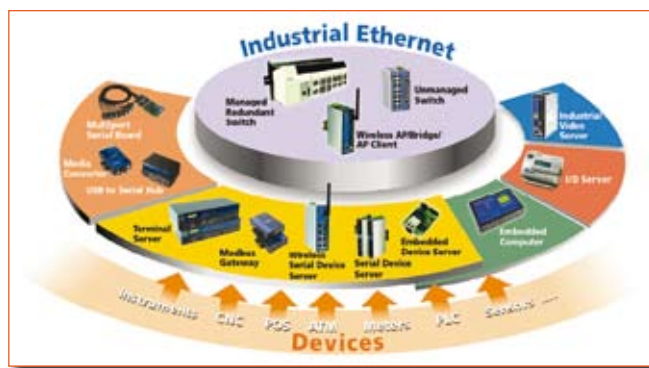 Industrial Ethernet
Managed
Redundant
Switch
Unmanaged
Switch
Wireless AP/Bridge/
AP Client
Multiport
Serial Board
Media
Converter
USB to Serial Hub
Industrial
Video
Server
I/O Server
Embedded
Computer
Terminal
Server
Modbus
Gateway
Wireless
Serial Device
Server
Serial Device
Server
Embedded
Device Server
Instruments CNC POS ATM Meters PLC Sensors ....
Devices